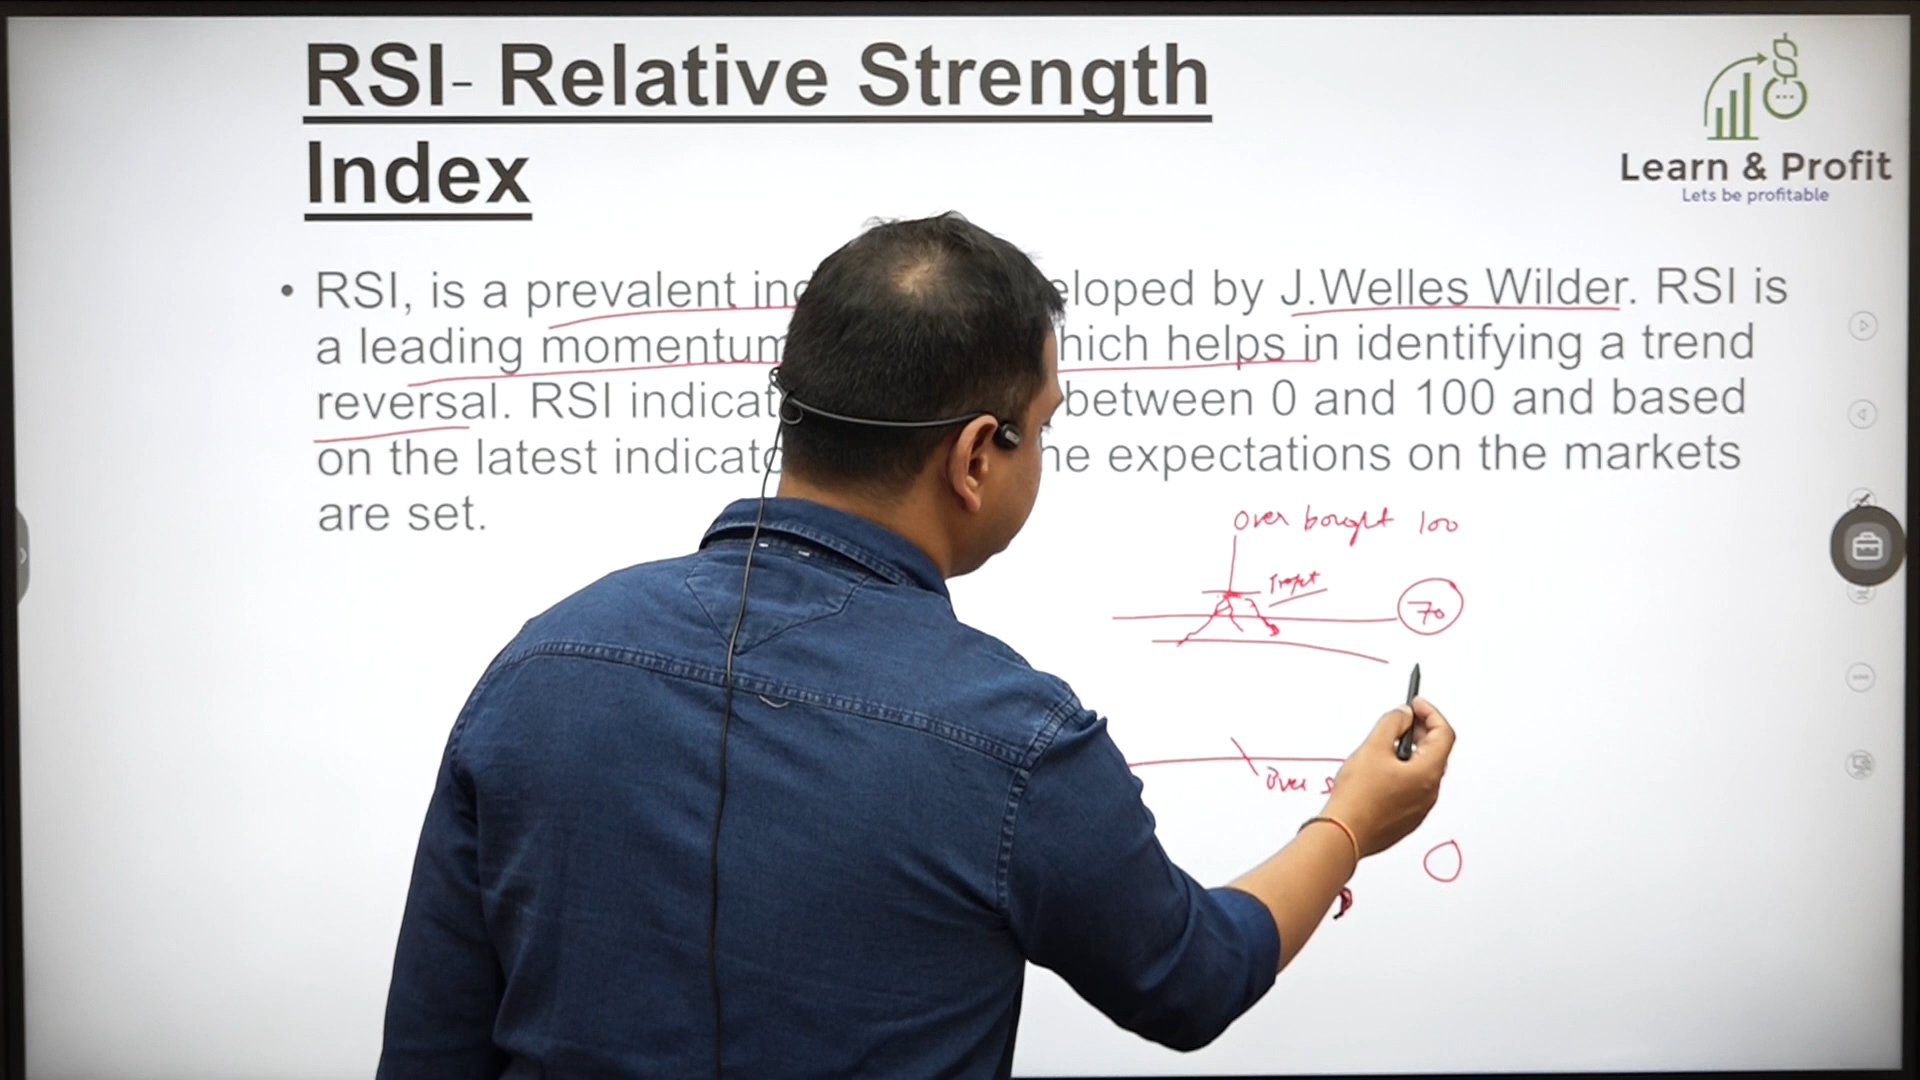 RSI- Relative Strength
Index
Learn & Profit
Lets be profitable
• RSI, is a prevalent in eloped by J.Welles Wilder. RSI is
a leading momentum hich helps in identifying a trend
reversal. RSI indicat between 0 and 100 and based
on the latest indicat he expectations on the markets
are set.
Over bought 100
70
Over s
0